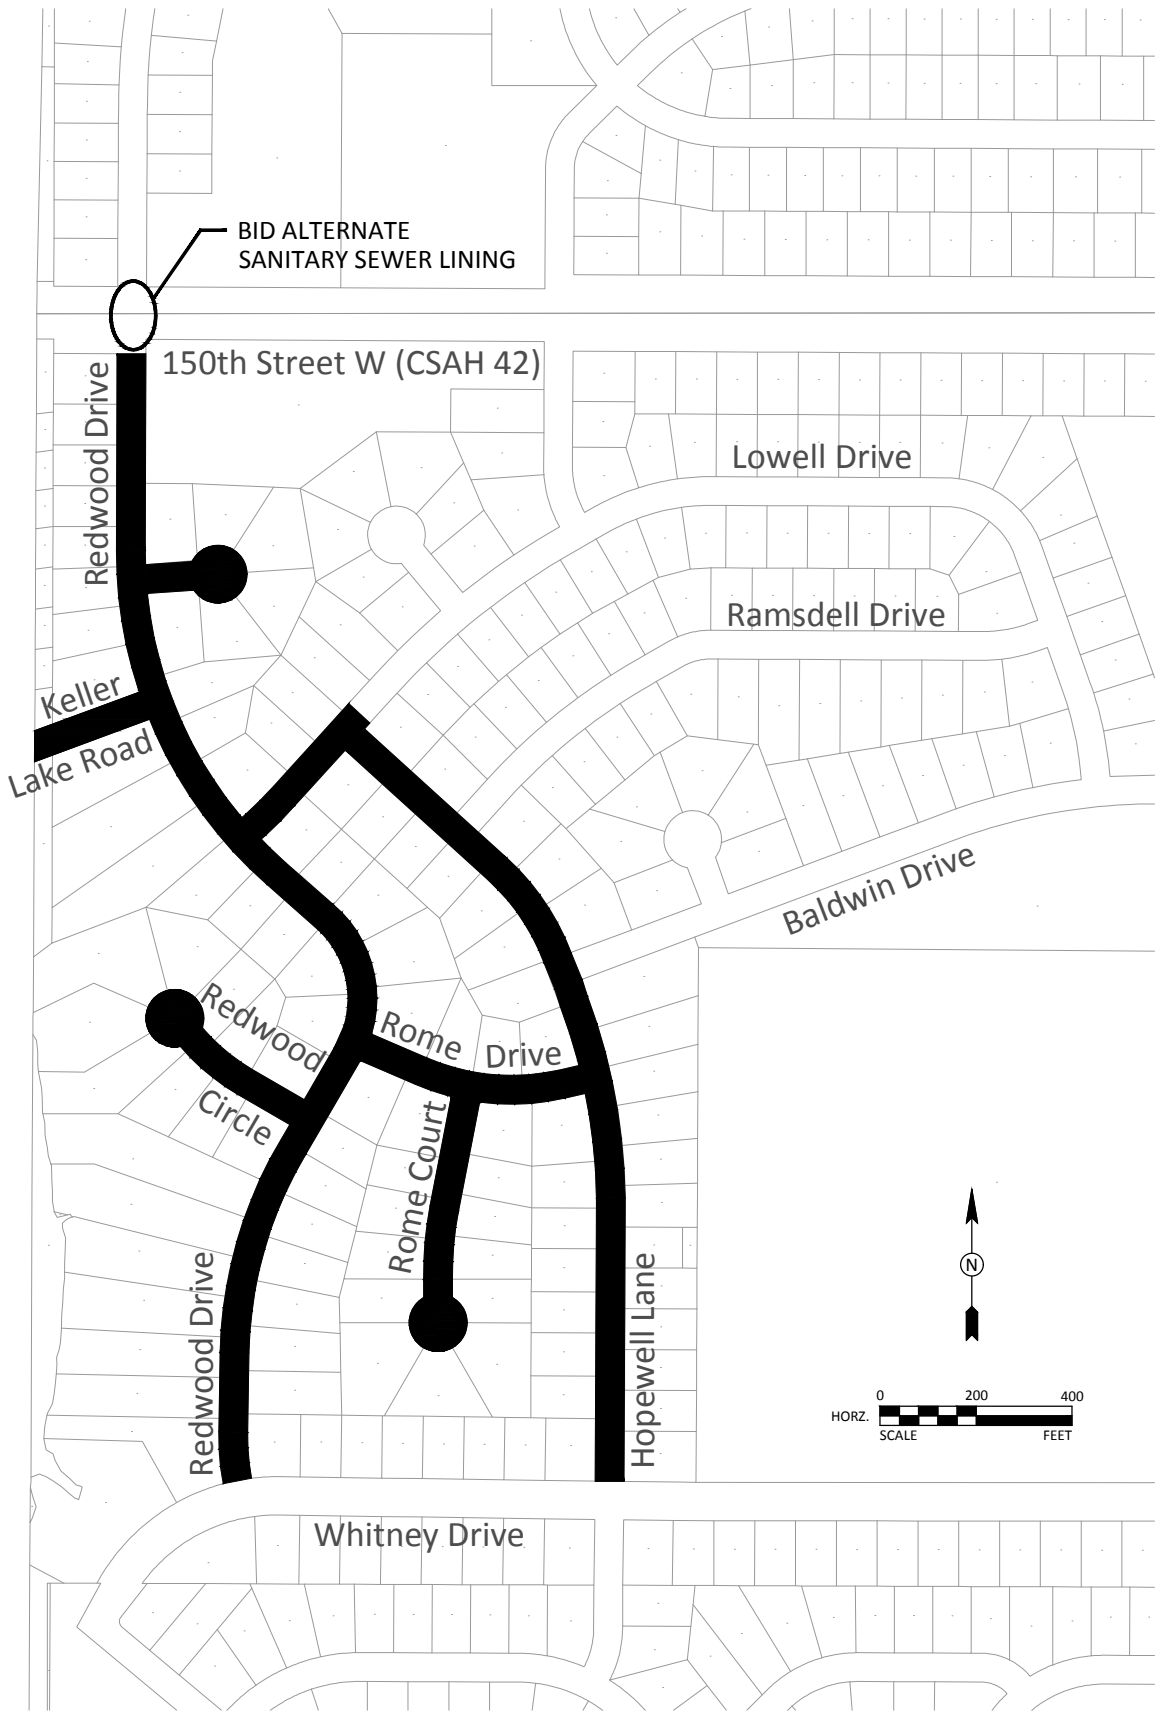 BID ALTERNATE
SANITARY SEWER LINING
150th Street W (CSAH 42)
Redwood Drive
Lowell Drive
Ramsdell Drive
Keller
Lake Road
Baldwin Drive
Redwood
Circle
Rome Drive
Rome Court
Redwood Drive
Hopewell Lane
N
0 200 400
HORZ.
SCALE FEET
Whitney Drive